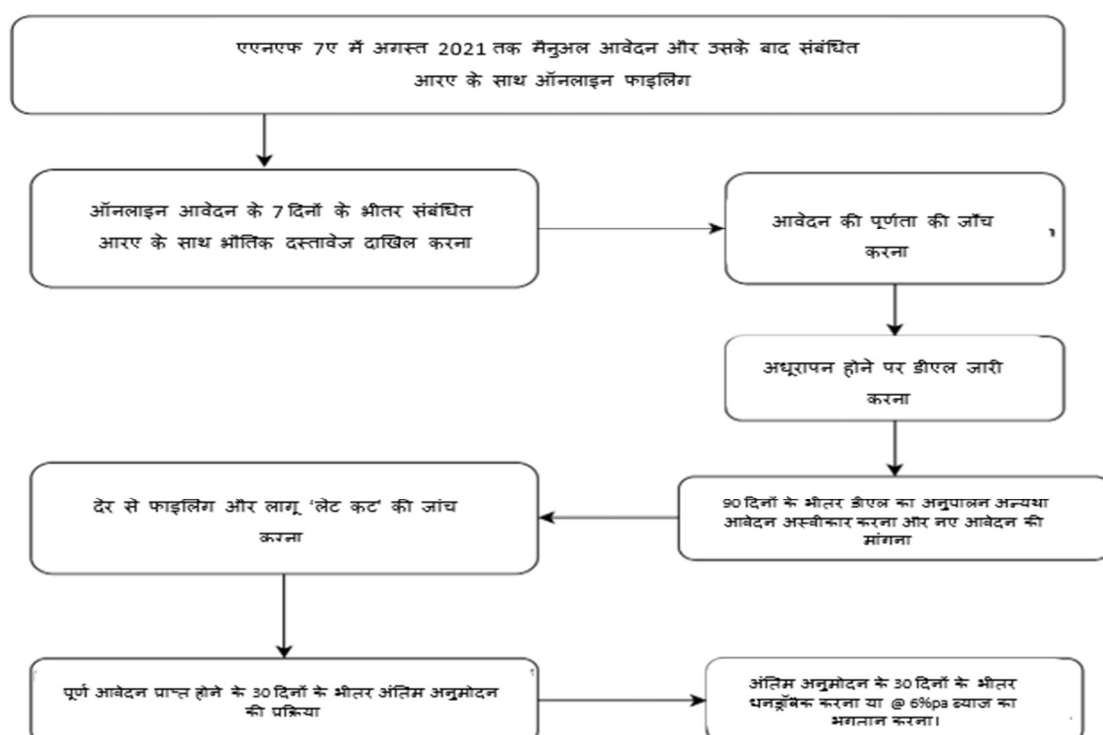 एएनएफ 7ए में अगस्त 2021 तक मैनुअल आवेदन और उसके बाद संबंधित
आरए के साथ ऑनलाइन फाइलिंग
ऑनलाइन आवेदन के 7 दिनों के भीतर संबंधित
आरए के साथ भौतिक दस्तावेज दाखिल करना
आवेदन की पूर्णता की जाँच
करना
अधूरापन होने पर डीएल जारी
करना
90 दिनों के भीतर डीएल का अनुपालन अन्यथा
आवेदन अस्वीकार करना और नए आवेदन की
मांगना
देर से फाइलिंग और लागू 'लेट कट' की जांच
करना
पूर्ण आवेदन प्राप्त होने के 30 दिनों के भीतर अंतिम अनुमोदन
की प्रक्रिया
अंतिम अनुमोदन के 30 दिनों के भीतर
धनड्रॉबैक करना या @ 6%pa ब्याज का
भगतान करना।